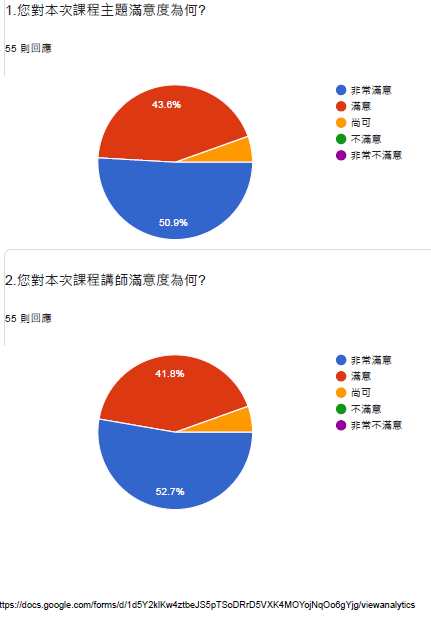 1.您對本次課程主題滿意度為何?
55 則回應
43.6%
50.9%
非常滿意
滿意
尚可
不滿意
非常不滿意
2.您對本次課程講師滿意度為何?
55 則回應
41.8%
52.7%
非常滿意
滿意
尚可
不滿意
非常不滿意
ttps://docs.google.com/forms/d/1d5Y2klKw4ztbeJS5pTSoDRrD5VXK4MOYojNqOo6gYjg/viewanalytics